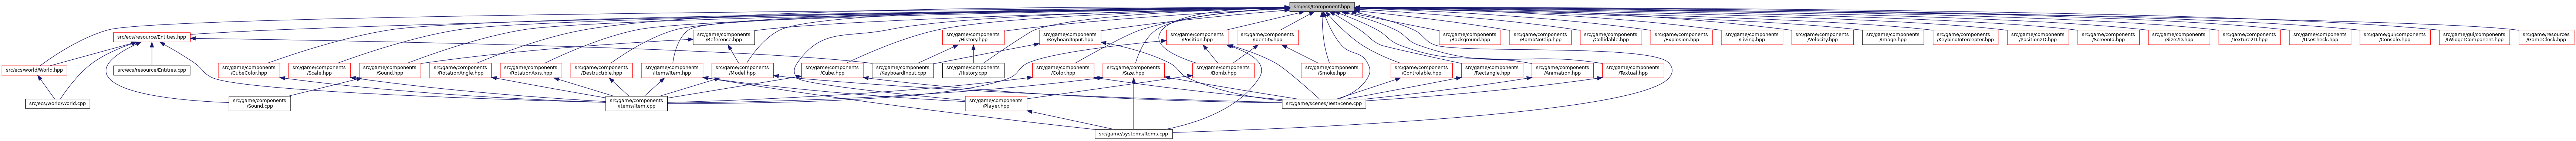 src/ecs/Component.hpp
src/ecs/resource/Entities.hpp
src/game/components
/Reference.hpp
src/game/components
/History.hpp
src/game/components
/KeyboardInput.hpp
src/game/components
/Position.hpp
src/game/components
/Identity.hpp
src/game/components
/Background.hpp
src/game/components
/BombNoClip.hpp
src/game/components
/Collidable.hpp
src/game/components
/Explosion.hpp
src/game/components
/Living.hpp
src/game/components
/Velocity.hpp
src/game/components
/Image.hpp
src/game/components
/KeybindIntercepter.hpp
src/game/components
/Position2D.hpp
src/game/components
/ScreenId.hpp
src/game/components
/Size2D.hpp
src/game/components
/Texture2D.hpp
src/game/components
/UseCheck.hpp
src/game/gui/components
/Console.hpp
src/game/gui/components
/IWidgetComponent.hpp
src/game/resources
/GameClock.hpp
src/ecs/world/World.hpp
src/ecs/resource/Entities.cpp
src/game/components
/CubeColor.hpp
src/game/components
/Scale.hpp
src/game/components
/Sound.hpp
src/game/components
/RotationAngle.hpp
src/game/components
/RotationAxis.hpp
src/game/components
/Destructible.hpp
src/game/components
/items/Item.hpp
src/game/components
/Model.hpp
src/game/components
/Cube.hpp
src/game/components
/KeyboardInput.cpp
src/game/components
/History.cpp
src/game/components
/Color.hpp
src/game/components
/Size.hpp
src/game/components
/Bomb.hpp
src/game/components
/Smoke.hpp
src/game/components
/Controlable.hpp
src/game/components
/Rectangle.hpp
src/game/components
/Animation.hpp
src/game/components
/Textual.hpp
src/ecs/world/World.cpp
src/game/components
/Sound.cpp
src/game/components
/items/Item.cpp
src/game/components
/Player.hpp
src/game/scenes/TestScene.cpp
src/game/systems/Items.cpp